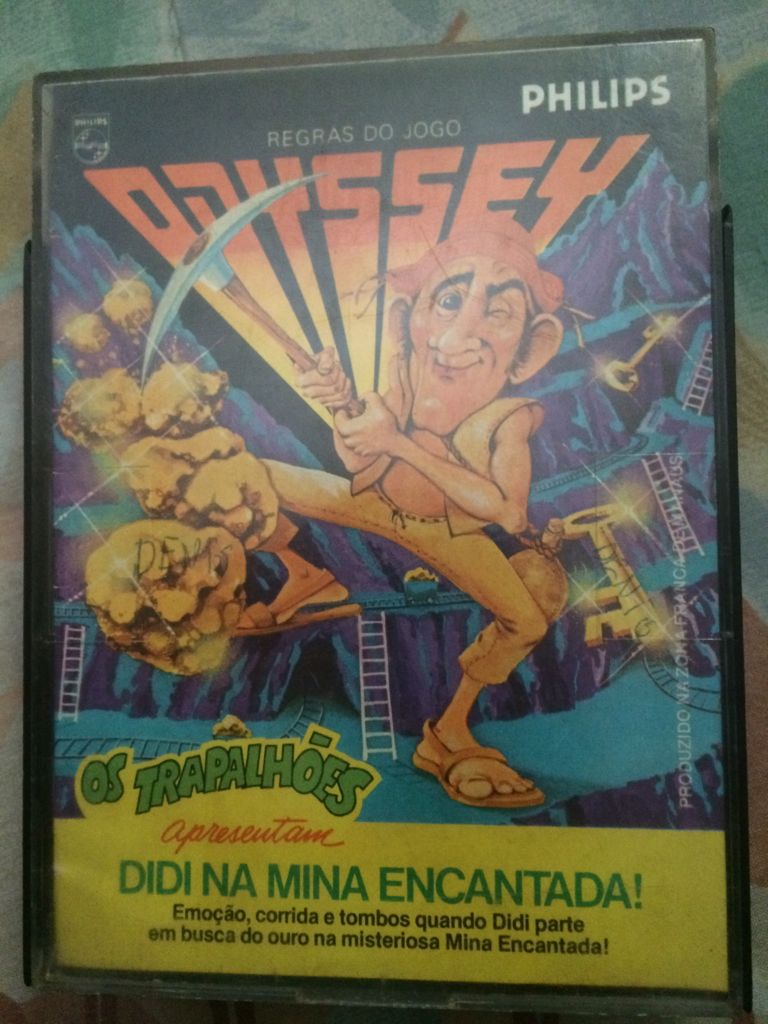 PHILIPS
PHILIPS
REGRAS DO JOGO
ODYSSEY
PRODUZIDO NA ZONA FRANCA DE MANAUS
OS TRAPALHÕES
apresentam
DIDI NA MINA ENCANTADA!
Emoção, corrida e tombos quando Didi parte
em busca do ouro na misteriosa Mina Encantada!